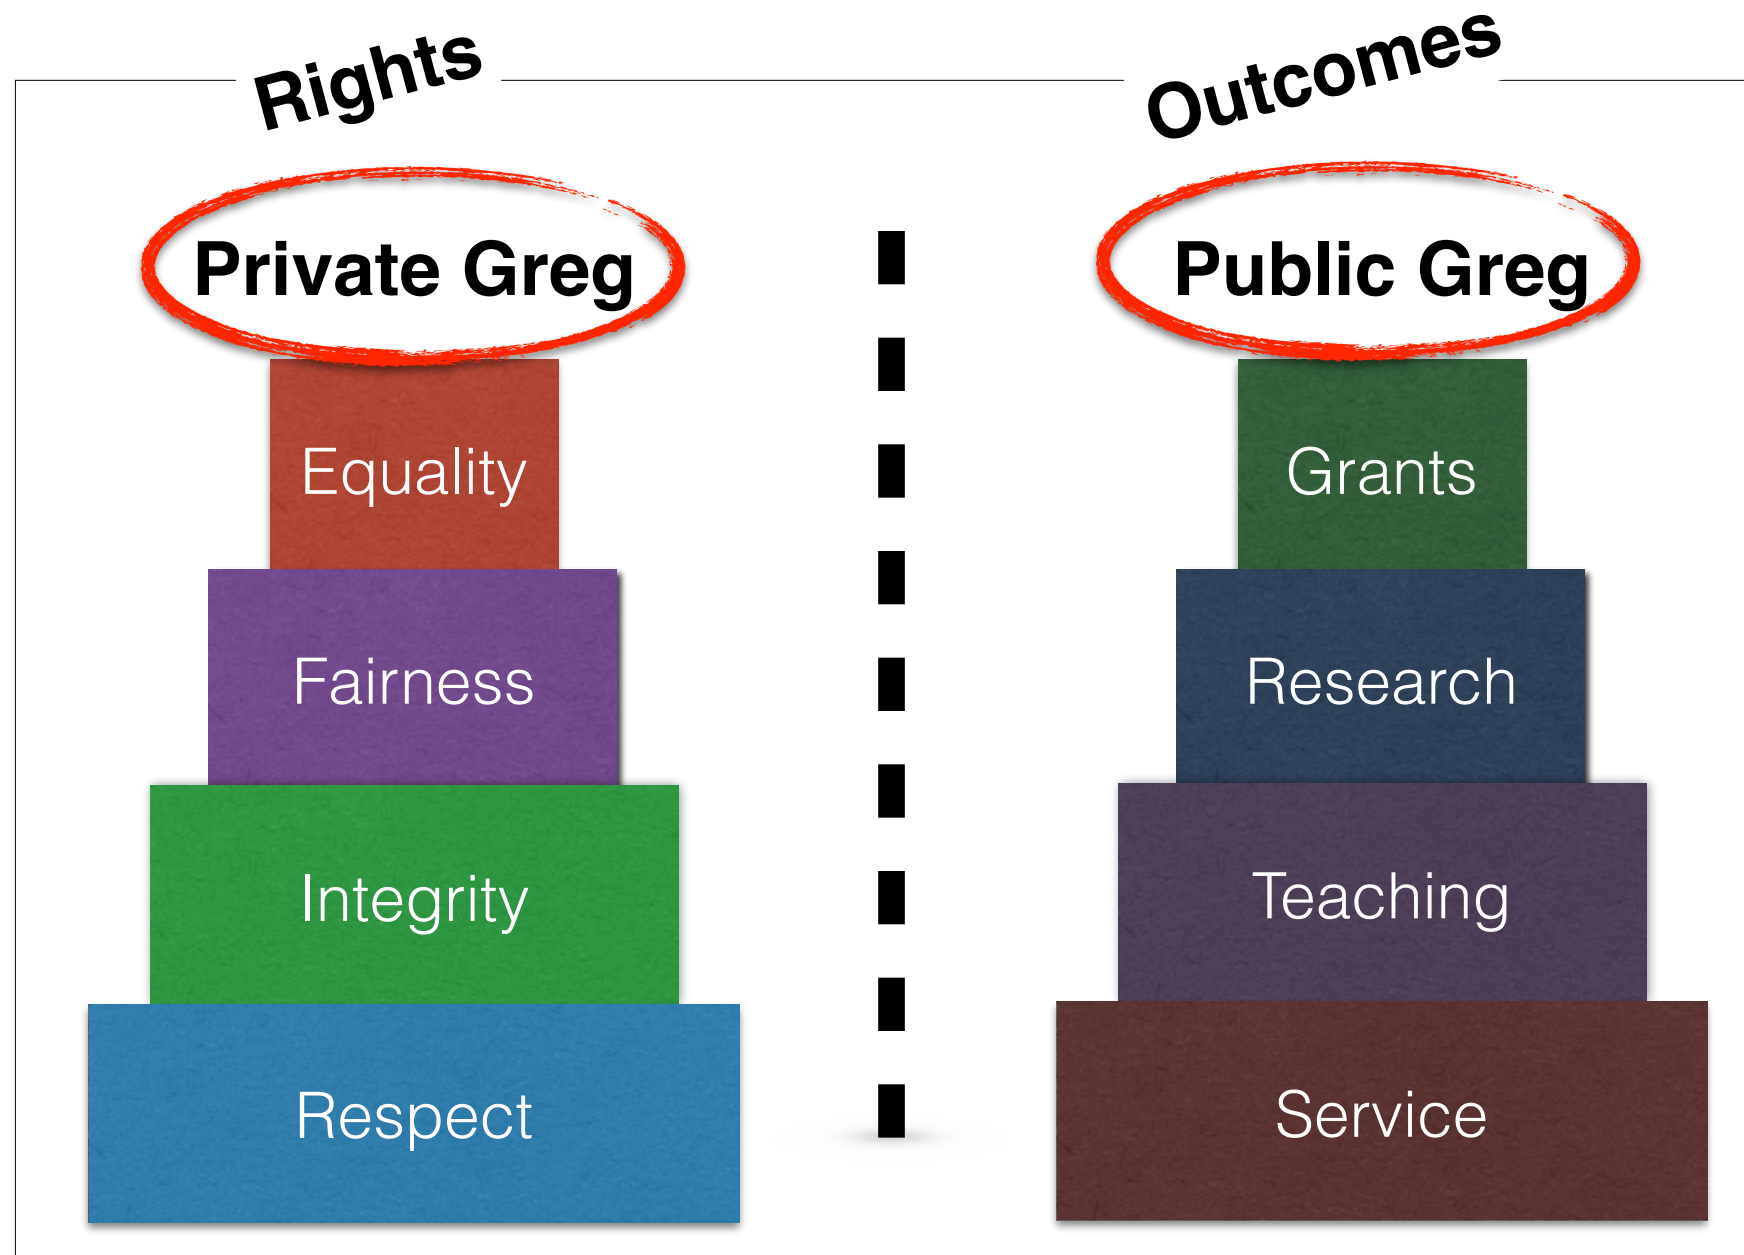 Rights
Private Greg
Equality
Fairness
Integrity
Respect
Outcomes
Public Greg
Grants
Research
Teaching
Service